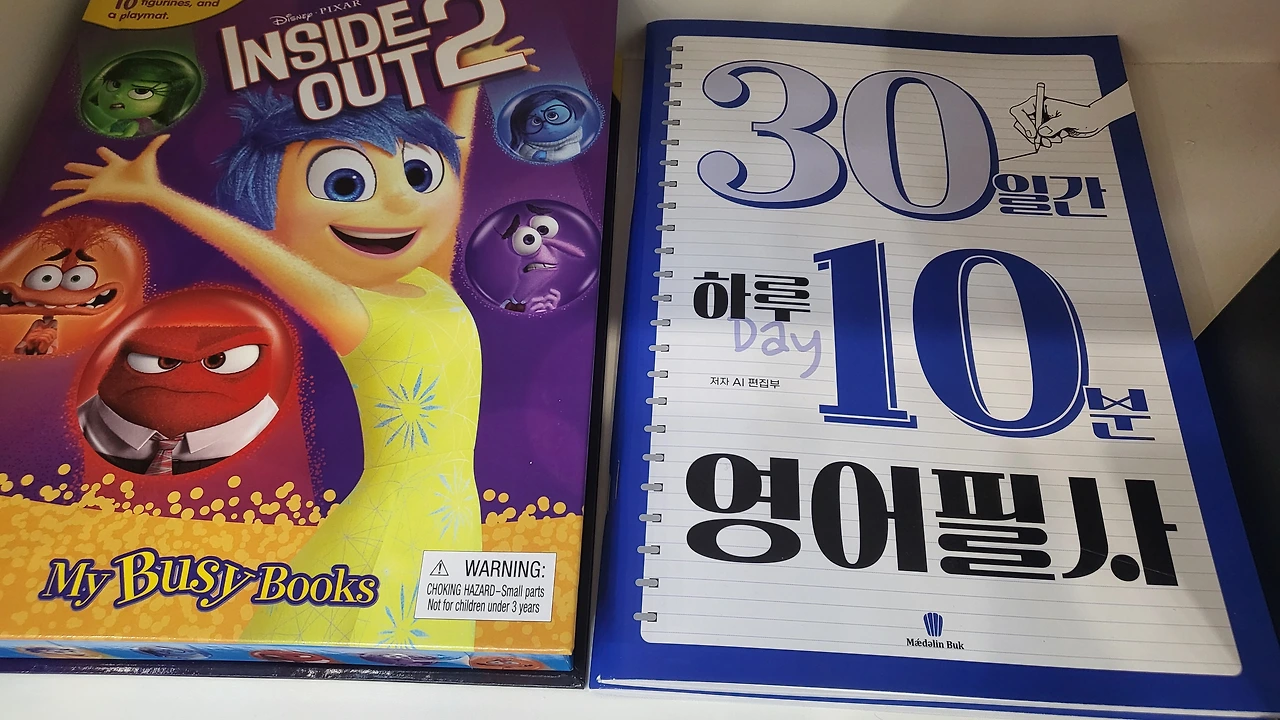 10 figurines, and
a playmat.
DISNEY · PIXAR
INSIDE
OUT 2
My Busy Books
WARNING:
CHOKING HAZARD–Small parts
Not for children under 3 years
30일간
하루
Day
10분
저자 AI 편집부
영어필사
Mædalin Buk